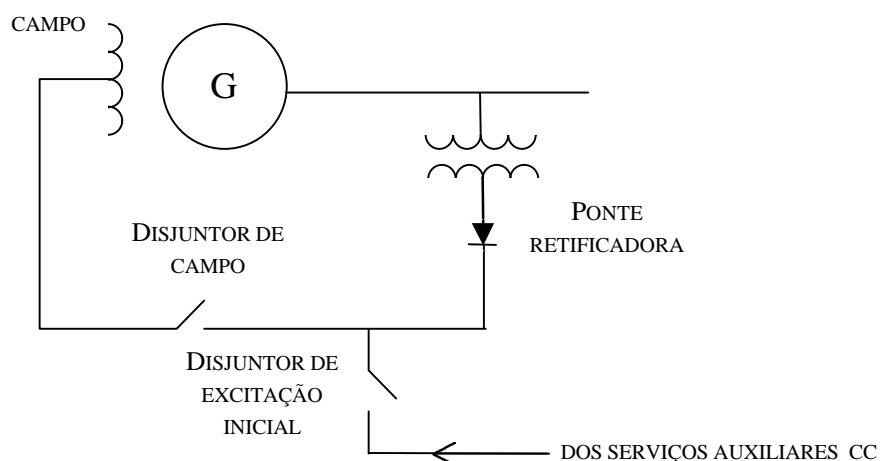 CAMPO
G
PONTE
RETIFICADORA
DISJUNTOR DE
CAMPO
DISJUNTOR DE
EXCITAÇÃO
INICIAL
DOS SERVIÇOS AUXILIARES CC